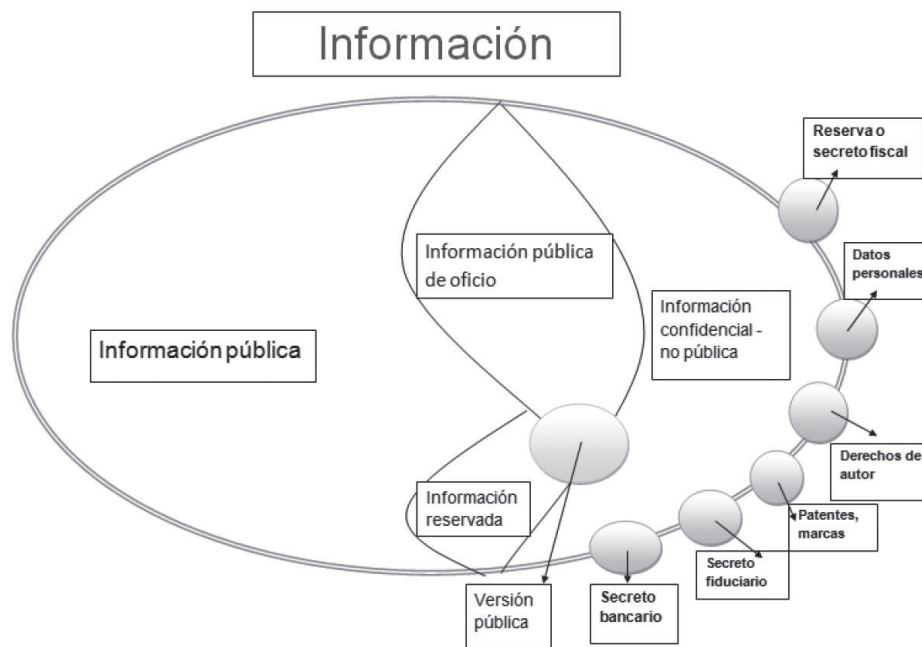 Información
Reserva o
secreto fiscal
Información pública
de oficio
Datos
personales
Información
confidencial -
no pública
Información pública
Derechos de
autor
Información
reservada
Patentes,
marcas
Secreto
fiduciario
Versión
pública
Secreto
bancario